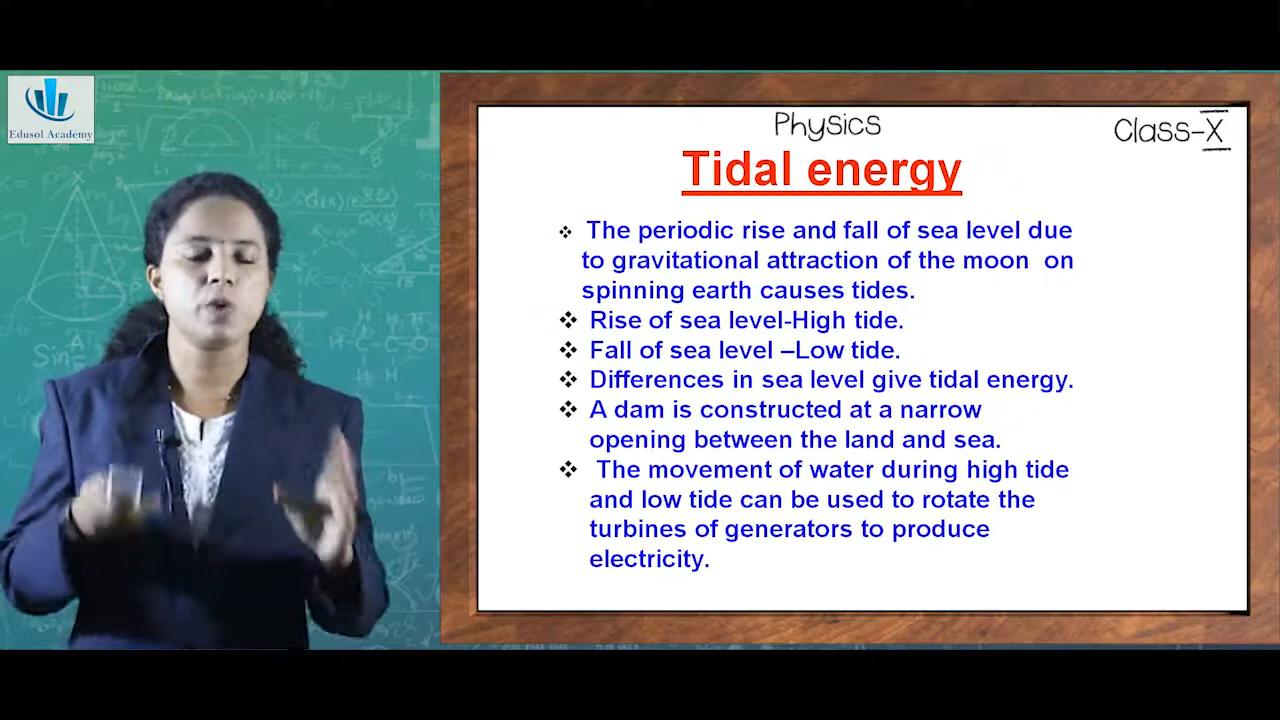 Edusol Academy
Physics
Class-X
Tidal energy
❖ The periodic rise and fall of sea level due
to gravitational attraction of the moon on
spinning earth causes tides.
❖ Rise of sea level-High tide.
❖ Fall of sea level –Low tide.
❖ Differences in sea level give tidal energy.
❖ A dam is constructed at a narrow
opening between the land and sea.
❖ The movement of water during high tide
and low tide can be used to rotate the
turbines of generators to produce
electricity.